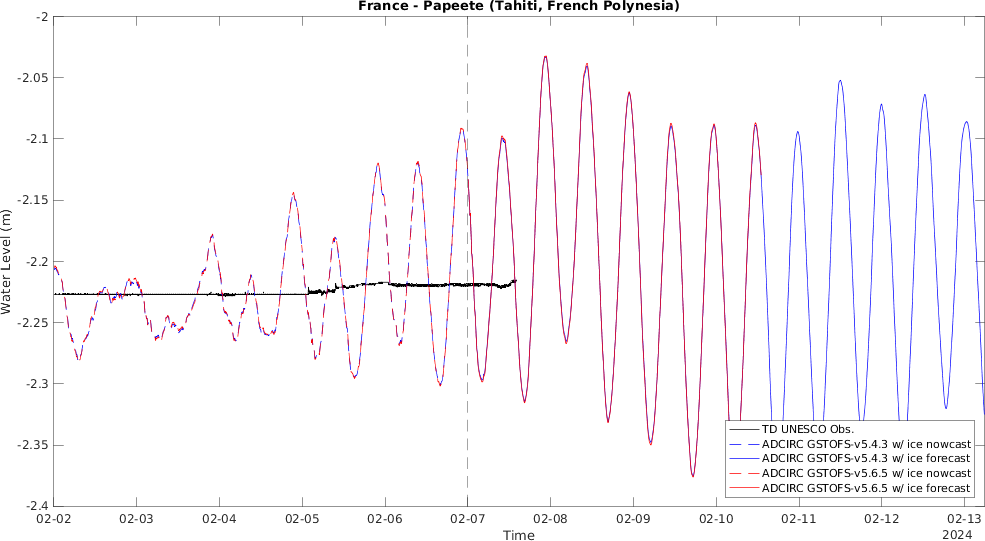 France - Papeete (Tahiti, French Polynesia)
-2
-2.05
-2.1
-2.15
-2.2
-2.25
-2.3
-2.35
-2.4
Water Level (m)
TD UNESCO Obs.
ADCIRC GSTOFS-v5.4.3 w/ ice nowcast
ADCIRC GSTOFS-v5.4.3 w/ ice forecast
ADCIRC GSTOFS-v5.6.5 w/ ice nowcast
ADCIRC GSTOFS-v5.6.5 w/ ice forecast
02-02 02-03 02-04 02-05 02-06 02-07 02-08 02-09 02-10 02-11 02-12 02-13
Time
2024